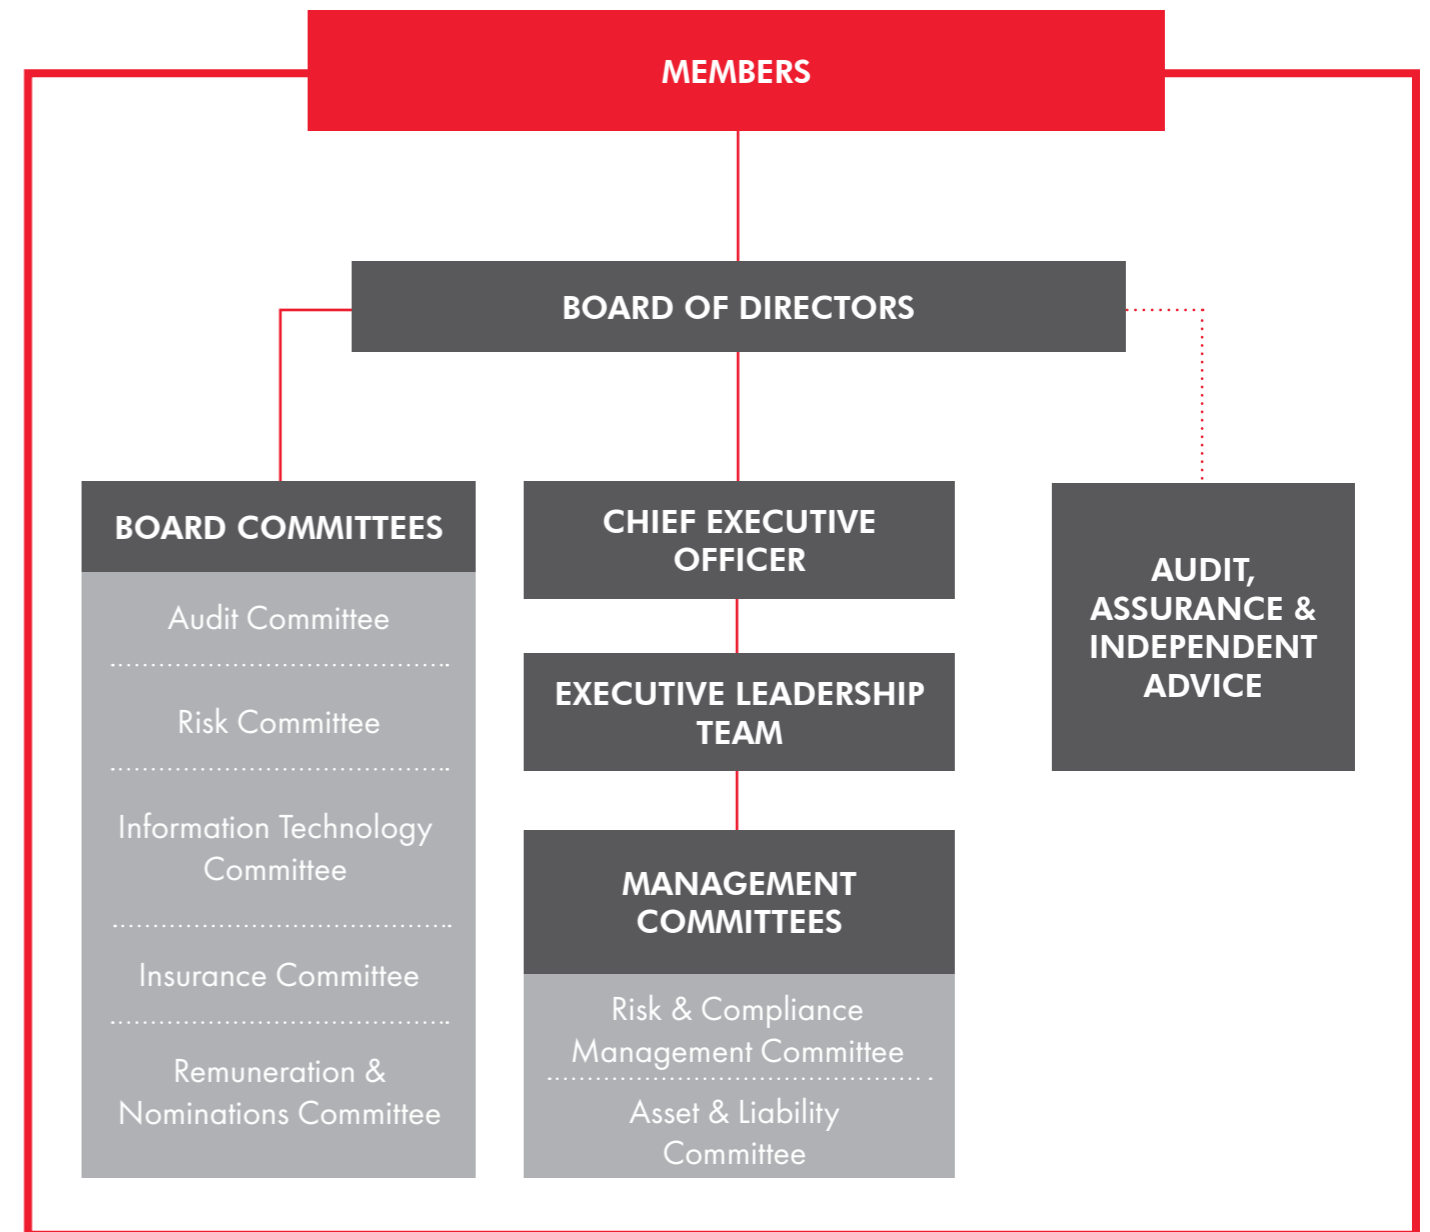 MEMBERS
BOARD OF DIRECTORS
BOARD COMMITTEES
Audit Committee
Risk Committee
Information Technology
Committee
Insurance Committee
Remuneration &
Nominations Committee
CHIEF EXECUTIVE
OFFICER
EXECUTIVE LEADERSHIP
TEAM
MANAGEMENT
COMMITTEES
Risk & Compliance
Management Committee
Asset & Liability
Committee
AUDIT,
ASSURANCE &
INDEPENDENT
ADVICE